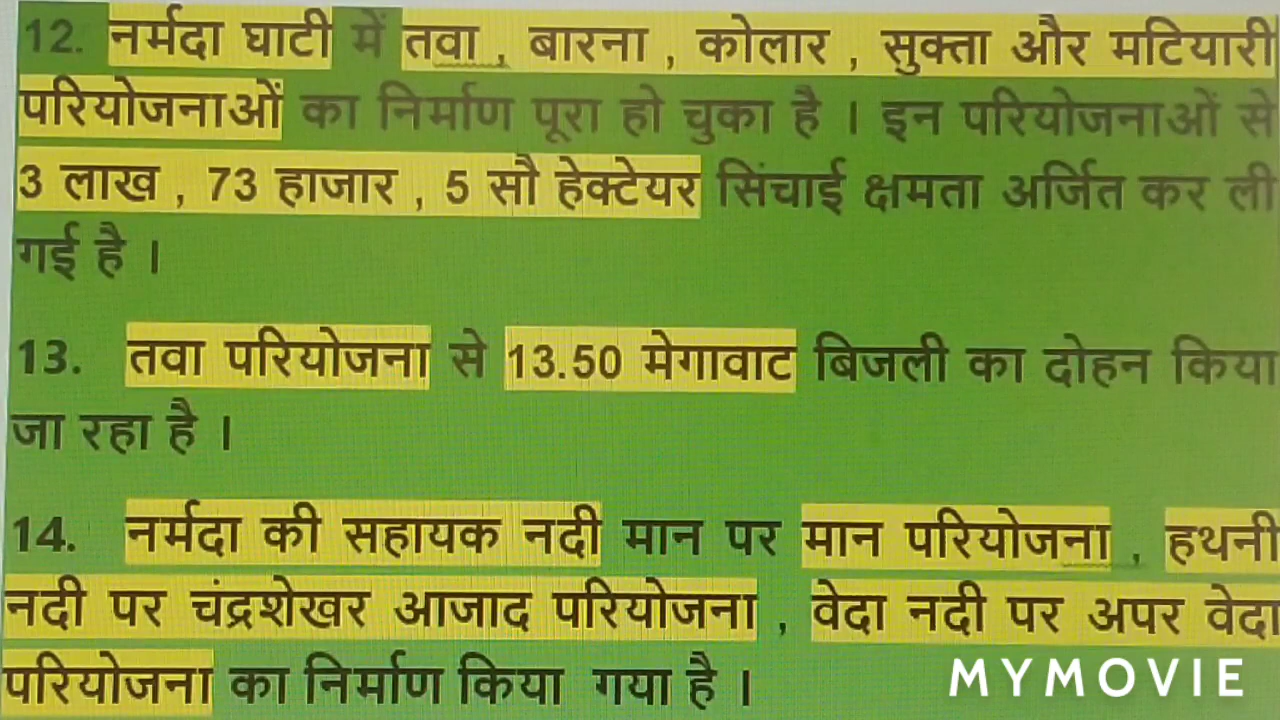 12. नर्मदा घाटी में तवा , बारना , कोलार , सुक्ता और मटियारी
परियोजनाओं का निर्माण पूरा हो चुका है । इन परियोजनाओं से
3 लाख , 73 हाजार , 5 सौ हेक्टेयर सिंचाई क्षमता अर्जित कर ली
गई है ।
13. तवा परियोजना से 13.50 मेगावाट बिजली का दोहन किया
जा रहा है ।
14. नर्मदा की सहायक नदी मान पर मान परियोजना , हथनी
नदी पर चंद्रशेखर आजाद परियोजना , वेदा नदी पर अपर वेदा
परियोजना का निर्माण किया गया है ।
MYMOVIE